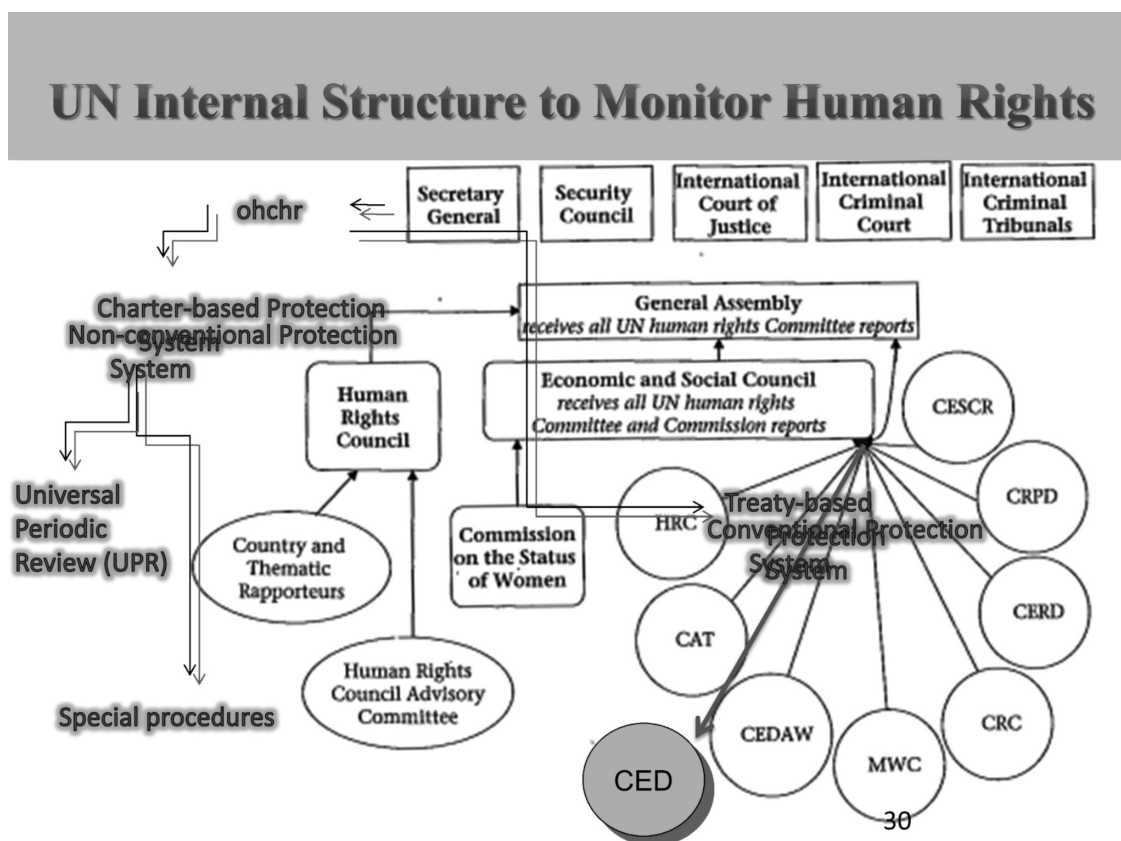 UN Internal Structure to Monitor Human Rights
ohchr
Secretary
General
Security
Council
International
Court of
Justice
International
Criminal
Court
International
Criminal
Tribunals
Charter-based Protection
System
Non-conventional Protection
System
General Assembly
receives all UN human rights Committee reports
Human
Rights
Council
Economic and Social Council
receives all UN human rights
Committee and Commission reports
CESCR
Universal
Periodic
Review (UPR)
Country and
Thematic
Rapporteurs
Commission
on the Status
of Women
HRC
Treaty-based
Protection
System
Conventional Protection
System
CRPD
CERD
CAT
Human Rights
Council Advisory
Committee
Special procedures
CEDAW
MWC
CRC
CED
30